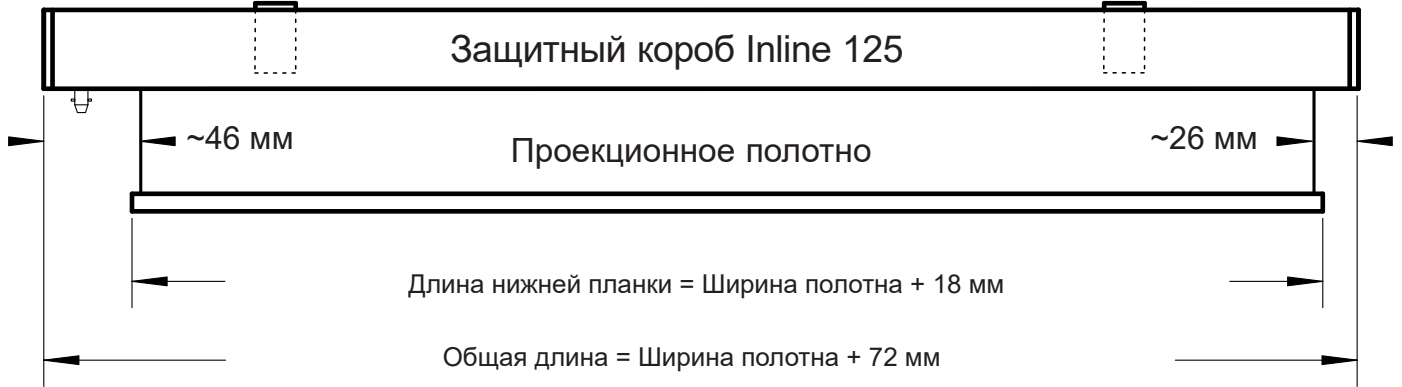 Защитный короб Inline 125
~46 мм
Проекционное полотно
~26 мм
Длина нижней планки = Ширина полотна + 18 мм
Общая длина = Ширина полотна + 72 мм